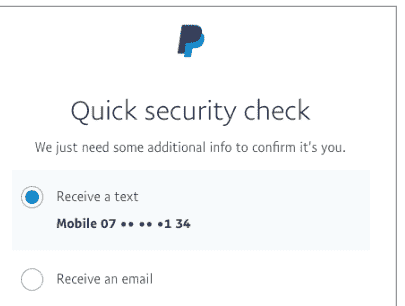 Quick security check
We just need some additional info to confirm it's you.
Receive a text
Mobile 07 •• •• •1 34
Receive an email